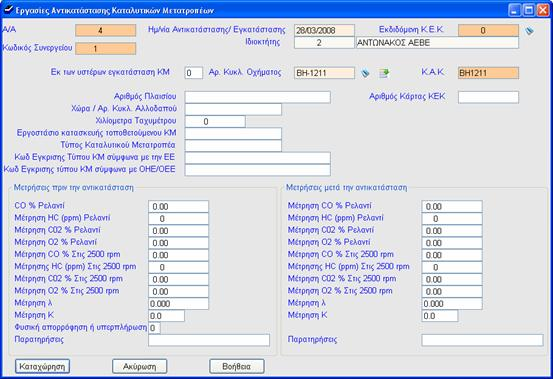 Εργασίες Αντικατάστασης Καταλυτικών Μετατροπέων
Α/Α 4 Ημ/νία Αντικατάστασης/ Εγκατάστασης 28/03/2008 Εκδιδόμενη Κ.Ε.Κ. 0
Κωδικός Συνεργείου 1 Ιδιοκτήτης 2 ΑΝΤΩΝΑΚΟΣ ΑΕΒΕ
Εκ των υστέρων εγκατάσταση ΚΜ 0 Αρ. Κυκλ. Οχήματος ΒΗ-1211 Κ.Α.Κ. ΒΗ1211
Αριθμός Πλαισίου Αριθμός Κάρτας ΚΕΚ
Χώρα / Αρ. Κυκλ. Αλλοδαπού
Χιλίομετρα Ταχυμέτρου 0
Εργοστάσιο κατασκευής τοποθετούμενου ΚΜ
Τύπος Καταλυτικού Μετατροπέα
Κωδ Εγκρισης Τύπου ΚΜ σύμφωνα με την ΕΕ
Κωδ Εγκρισης τύπου ΚΜ σύμφωνα με ΟΗΕ/ΟΕΕ
Μετρήσεις πριν την αντικατάσταση
CO % Ρελαντί 0.00
Μέτρηση HC (ppm) Ρελαντί 0
Μέτρηση C02 % Ρελαντί 0.00
Μέτρηση O2 % Ρελαντί 0.00
Μέτρηση CO % Στις 2500 rpm 0.00
Μέτρησης HC (ppm) Στις 2500 rpm 0
Μέτρηση C02 % Στις 2500 rpm 0.00
Μέτρηση O2 % Στις 2500 rpm 0.00
Μέτρηση λ 0.000
Μέτρηση Κ 0.0
Φυσική απορρόφηση ή υπερπλήρωση 0
Παρατηρήσεις
Μετρήσεις μετά την αντικατάσταση
Μέτρηση CO % Ρελαντί 0.00
Μέτρηση HC (ppm) Ρελαντί 0
Μέτρηση C02 % Ρελαντί 0.00
Μέτρηση O2 % Ρελαντί 0.00
Μέτρηση CO % Στις 2500 rpm 0.00
Μέτρησης HC (ppm) Στις 2500 rpm 0
Μέτρηση C02 % Στις 2500 rpm 0.00
Μέτρηση O2 % Στις 2500 rpm 0.00
Μέτρηση λ 0.000
Μέτρηση Κ 0.0
Παρατηρήσεις
Καταχώρηση Ακύρωση Βοήθεια